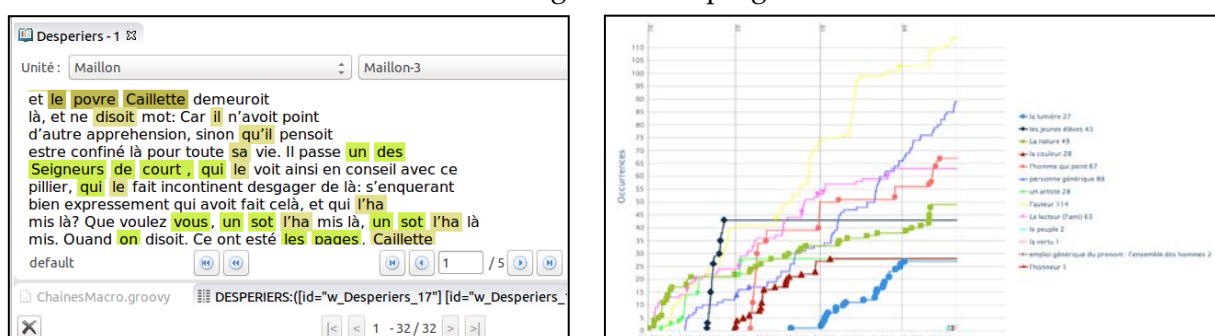 Desperiers - 1
Unité : Maillon Maillon-3
et le povre Caillette demeuroit
là, et ne disoit mot: Car il n'avoit point
d'autre apprehension, sinon qu'il pensoit
estre confiné là pour toute sa vie. Il passe un des
Seigneurs de court , qui le voit ainsi en conseil avec ce
pillier, qui le fait incontinent desgager de là: s'enquerant
bien expressement qui avoit fait celà, et qui l'ha
mis là? Que voulez vous, un sot l'ha mis là, un sot l'ha là
mis. Quand on disoit. Ce ont esté les pages. Caillette
default 1 / 5
ChainesMacro.groovy DESPERIERS:([id="w_Desperiers_17"] [id="w_Desperiers_
1 - 32 / 32
Occurrences
110
105
100
95
90
85
80
75
70
65
60
55
50
45
40
35
30
25
20
15
10
5
0
la lumière 27
les jeunes élèves 43
La nature 49
la couleur 28
l'homme qui peint 67
personne générique 89
un artiste 28
l'auteur 114
Le lecteur (l'ami) 63
le peuple 2
la vertu 1
emploi générique du pronom : l'ensemble des hommes 2
l'honneur 1